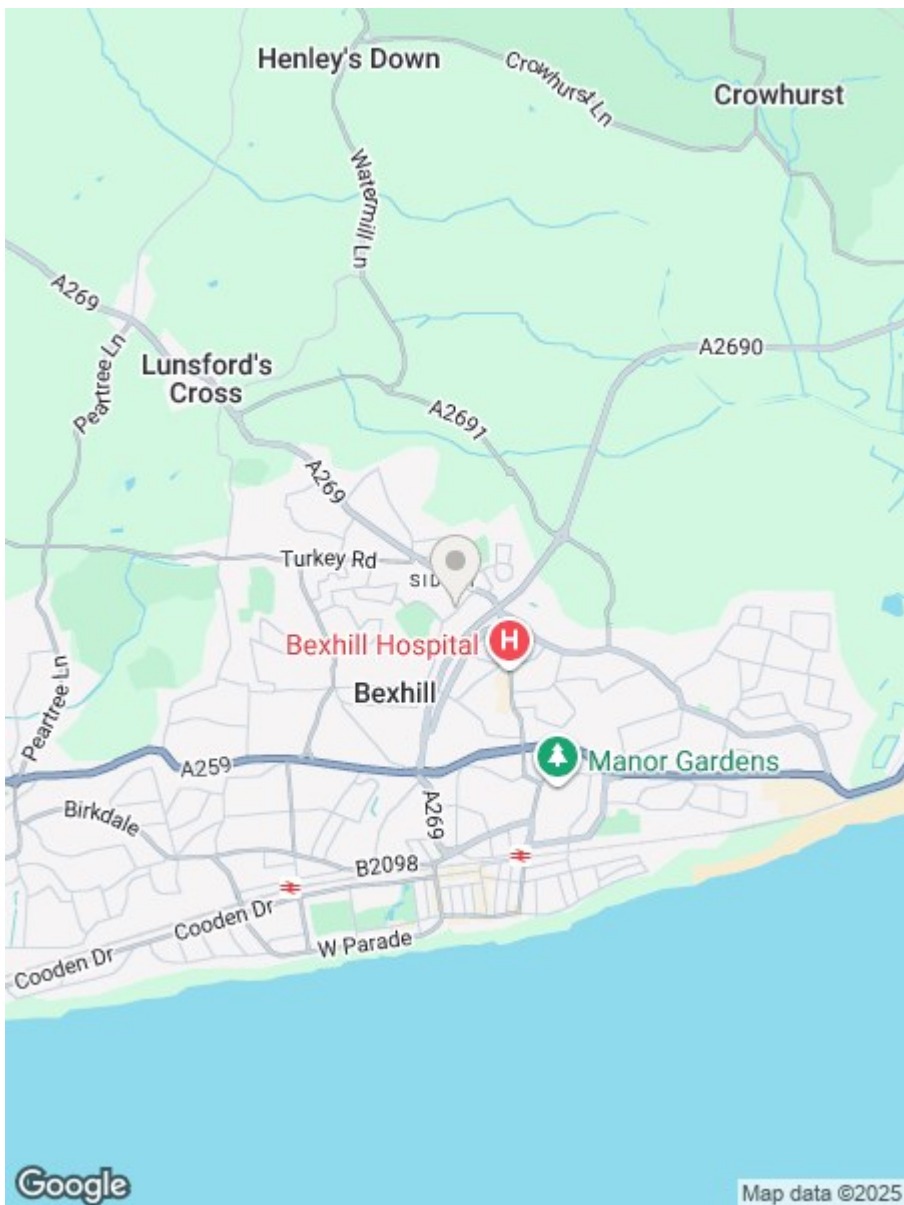 Henley's Down
Crowhurst Ln
Crowhurst
Watermill Ln
A269
A2690
Lunsford's
Cross
Peartree Ln
A2691
A269
Turkey Rd
Bexhill Hospital
H
Bexhill
Peartree Ln
A259
Manor Gardens
Birkdale
A269
B2098
Cooden Dr
W Parade
Cooden Dr
Google
Map data ©2025